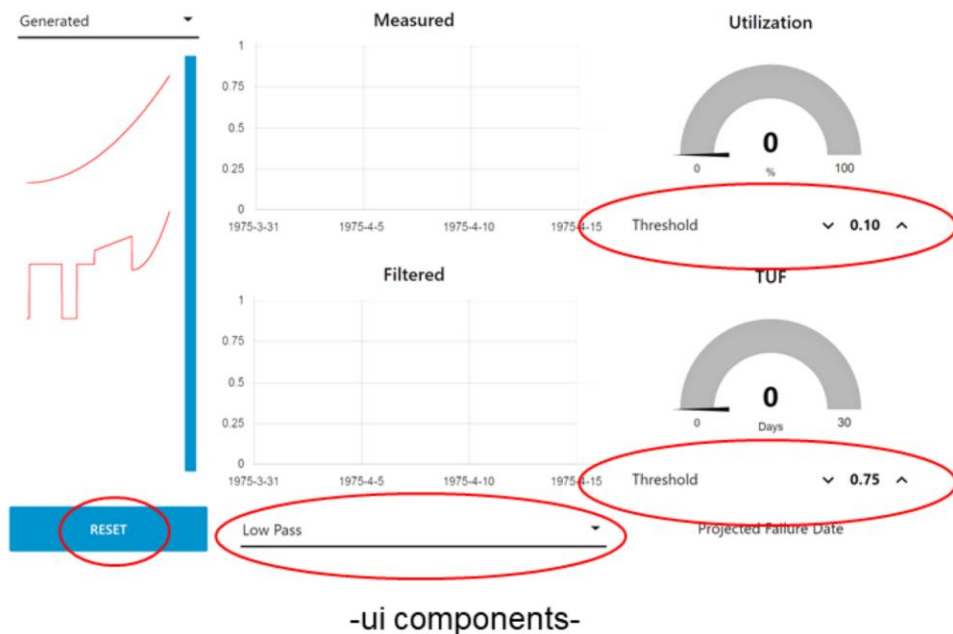 Generated
Measured
1
0.75
0.5
0.25
0
1975-3-31 1975-4-5 1975-4-10 1975-4-15
Utilization
0
0 % 100
Threshold 0.10
Filtered
1
0.75
0.5
0.25
0
1975-3-31 1975-4-5 1975-4-10 1975-4-15
TUF
0
0 Days 30
Threshold 0.75
RESET
Low Pass
Projected Failure Date
-ui components-